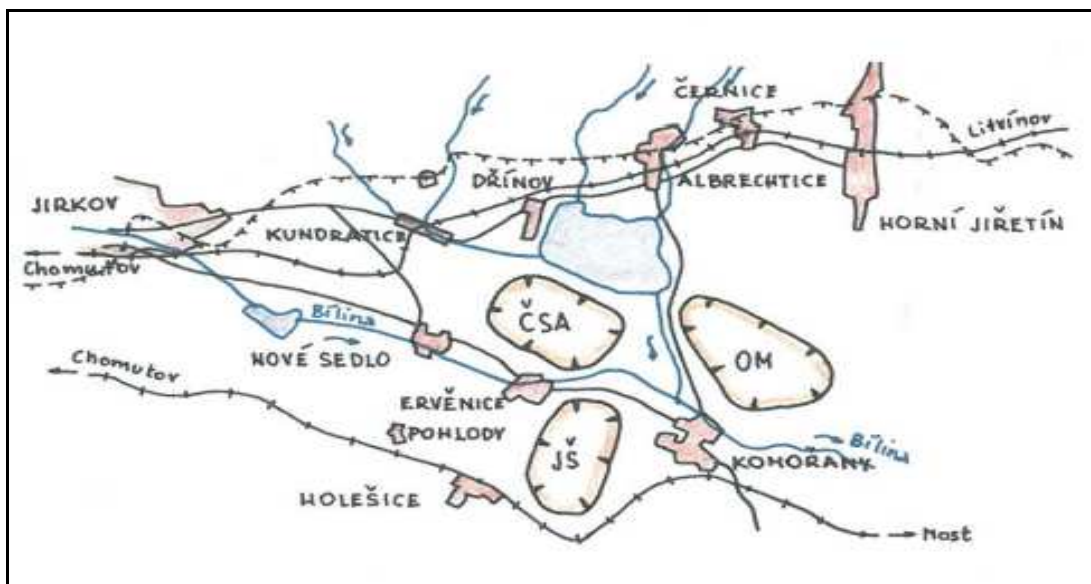 ČERNICE
Litvínov
DŘÍNOV
ALBRECHTICE
JIRKOV
KUNDRATICE
HORNÍ JIŘETÍN
Chomutov
Bílina
ČSA
NOVÉ SEDLO
OM
Chomutov
ERVĚNICE
POHLODY
JŠ
KOMOŘANY
Bílina
HOLEŠICE
Most